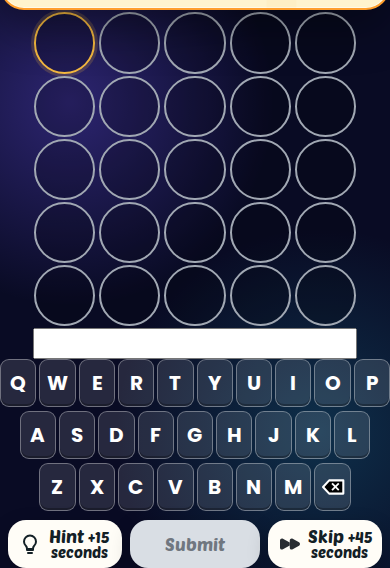 Q W E R T Y U I O P
A S D F G H J K L
Z X C V B N M
Hint +15 seconds
Submit
Skip +45 seconds